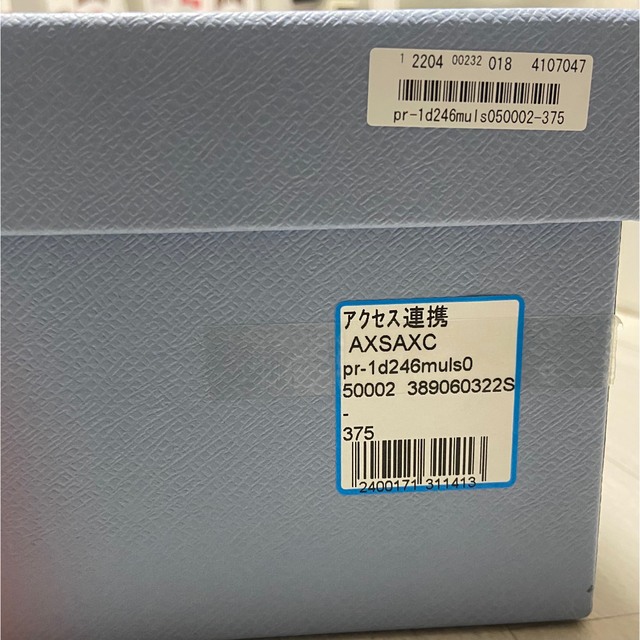 1 2204 00232 018 4107047
pr-1d246muls050002-375
アクセス連携
AXSAXC
pr-1d246muls0
50002 389060322S
-
375
2400171 311413